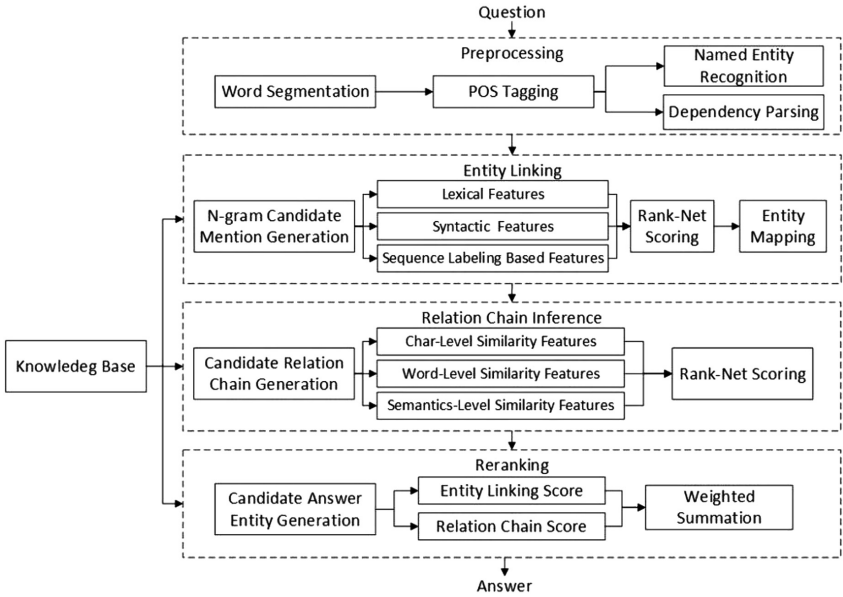 Question
Preprocessing
Word Segmentation
POS Tagging
Named Entity
Recognition
Dependency Parsing
Entity Linking
N-gram Candidate
Mention Generation
Lexical Features
Syntactic Features
Sequence Labeling Based Features
Rank-Net
Scoring
Entity
Mapping
Relation Chain Inference
Knowledeg Base
Candidate Relation
Chain Generation
Char-Level Similarity Features
Word-Level Similarity Features
Semantics-Level Similarity Features
Rank-Net Scoring
Reranking
Candidate Answer
Entity Generation
Entity Linking Score
Relation Chain Score
Weighted
Summation
Answer